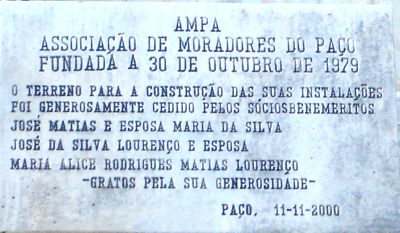 AMPA
ASSOCIAÇÃO DE MORADORES DO PAÇO
FUNDADA A 30 DE OUTUBRO DE 1979
O TERRENO PARA A CONSTRUÇÃO DAS SUAS INSTALAÇÕES
FOI GENEROSAMENTE CEDIDO PELOS SÓCIOSBENEMERITOS
JOSÉ MATIAS E ESPOSA MARIA DA SILVA
JOSÉ DA SILVA LOURENÇO E ESPOSA
MARIA ALICE RODRIGUES MATIAS LOURENÇO
-GRATOS PELA SUA GENEROSIDADE-
PAÇO, 11-11-2000